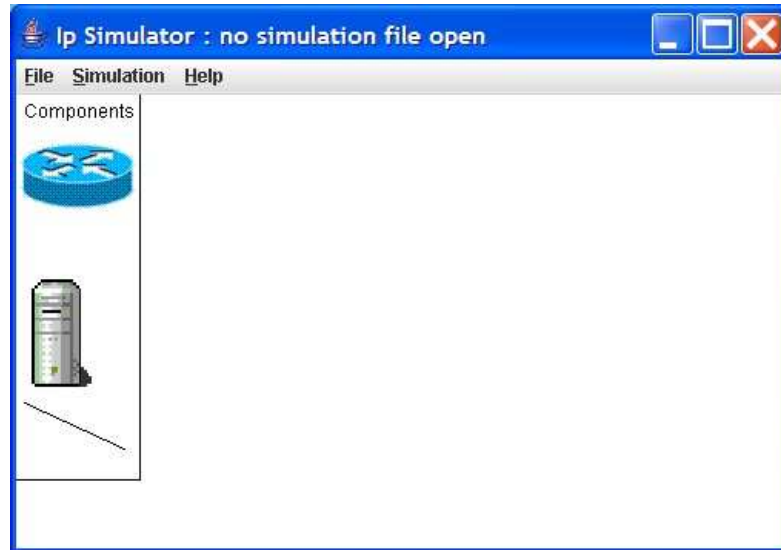 Ip Simulator : no simulation file open
File Simulation Help
Components